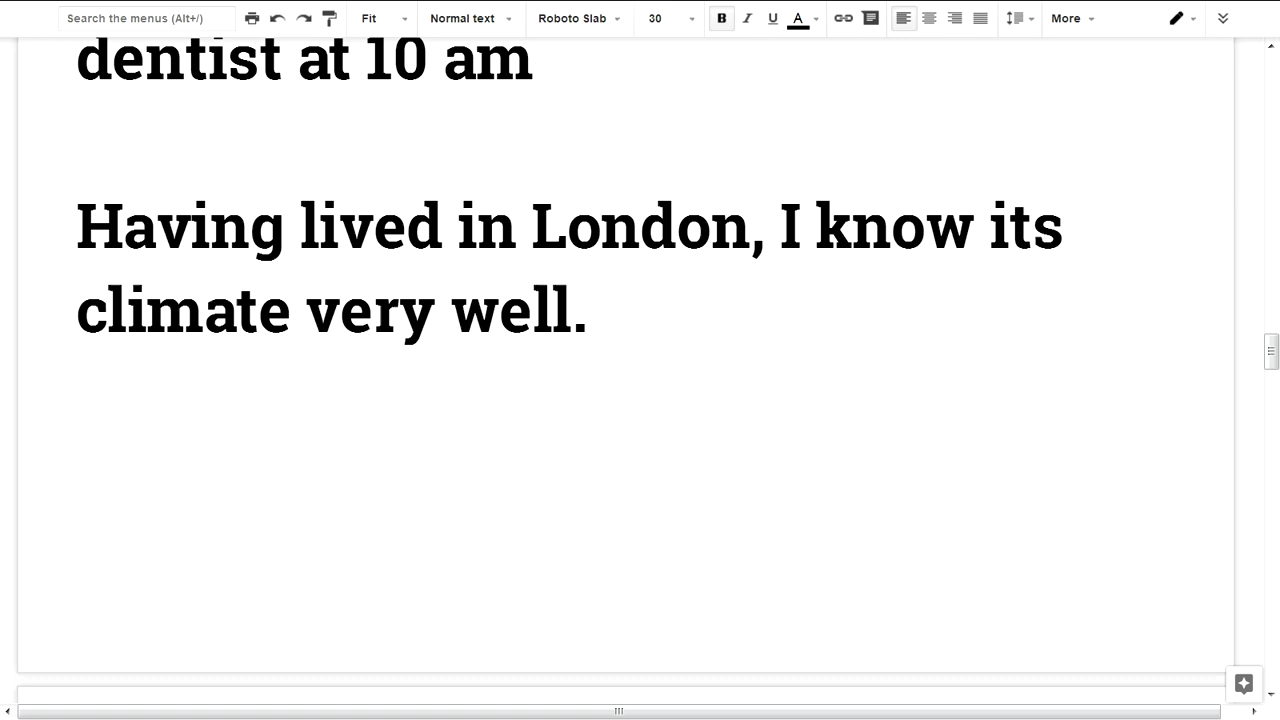 Search the menus (Alt+/) Fit Normal text Roboto Slab 30 B I U A More
dentist at 10 am
Having lived in London, I know its
climate very well.